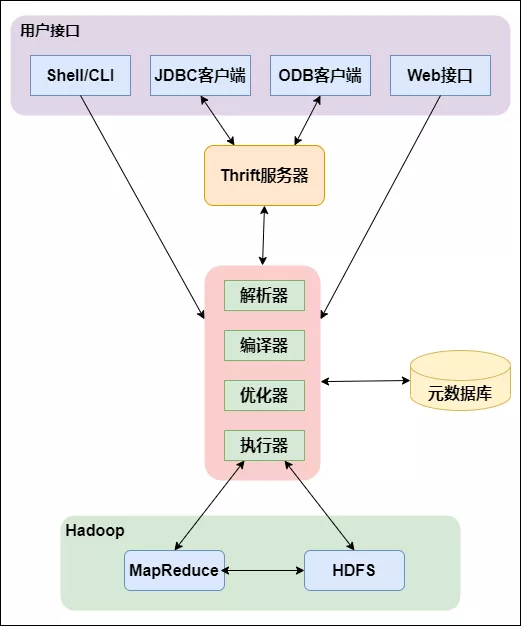 用户接口
Shell/CLI
JDBC客户端
ODB客户端
Web接口
Thrift服务器
解析器
编译器
优化器
执行器
元数据库
Hadoop
MapReduce
HDFS